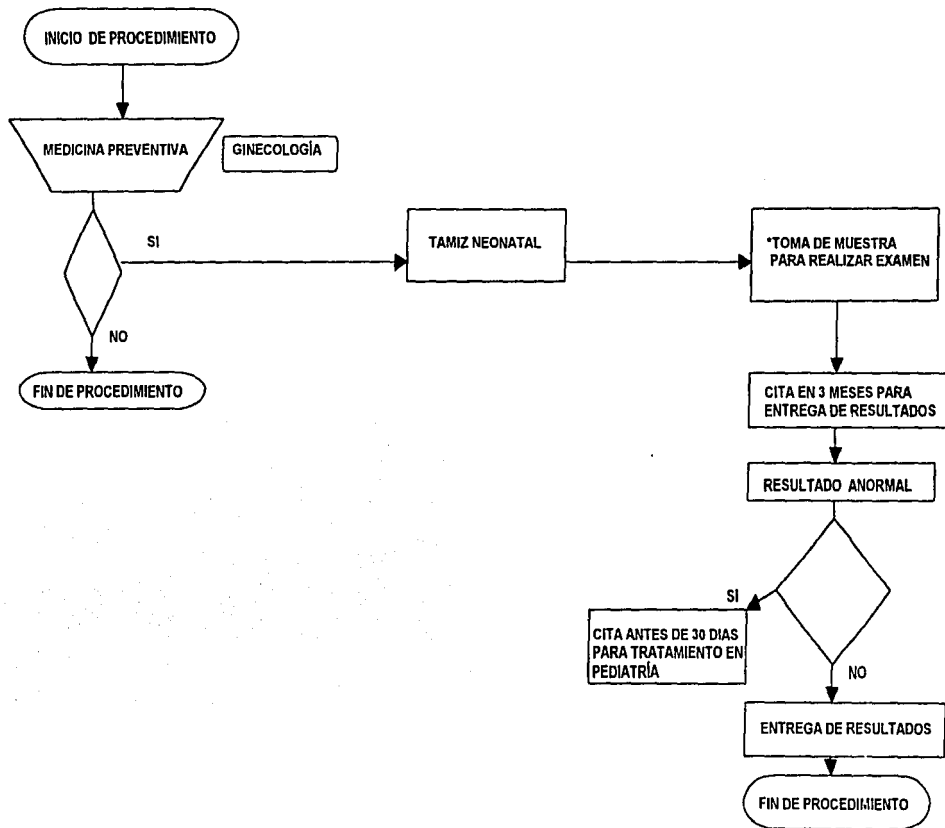 INICIO DE PROCEDIMIENTO
MEDICINA PREVENTIVA
GINECOLOGÍA
SI
TAMIZ NEONATAL
*TOMA DE MUESTRA
PARA REALIZAR EXAMEN
NO
FIN DE PROCEDIMIENTO
CITA EN 3 MESES PARA
ENTREGA DE RESULTADOS
RESULTADO ANORMAL
SI
CITA ANTES DE 30 DIAS
PARA TRATAMIENTO EN
PEDIATRÍA
NO
ENTREGA DE RESULTADOS
FIN DE PROCEDIMIENTO